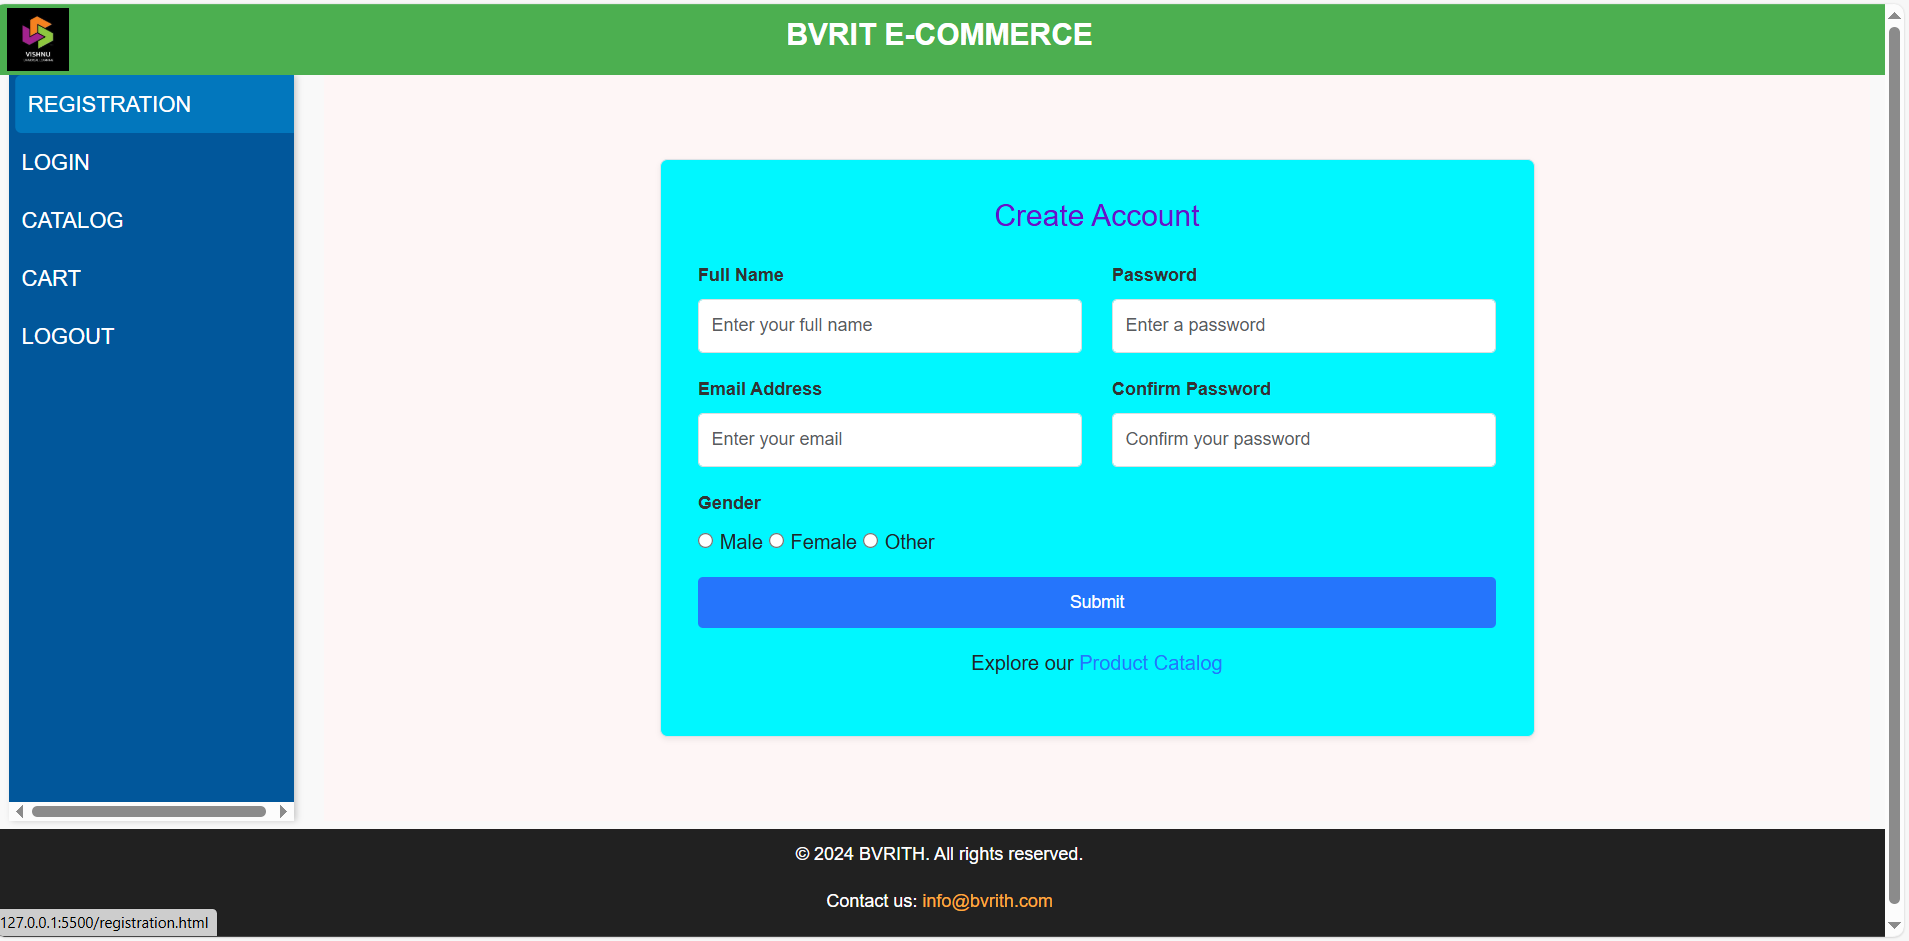 VISHNU
BVRIT E-COMMERCE
REGISTRATION
LOGIN
CATALOG
CART
LOGOUT
Create Account
Full Name
Password
Enter your full name
Enter a password
Email Address
Confirm Password
Enter your email
Confirm your password
Gender
Male Female Other
Submit
Explore our Product Catalog
© 2024 BVRITH. All rights reserved.
Contact us: info@bvrith.com
127.0.0.1:5500/registration.html